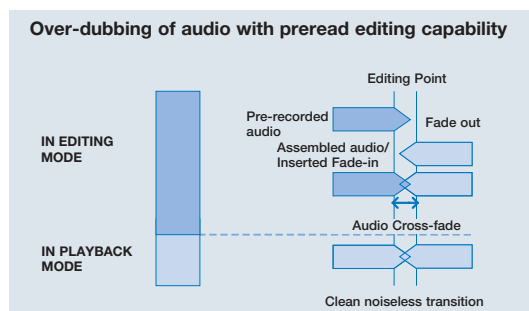 Over-dubbing of audio with preread editing capability
Editing Point
Pre-recorded
audio
Fade out
IN EDITING
MODE
Assembled audio/
Inserted Fade-in
Audio Cross-fade
IN PLAYBACK
MODE
Clean noiseless transition